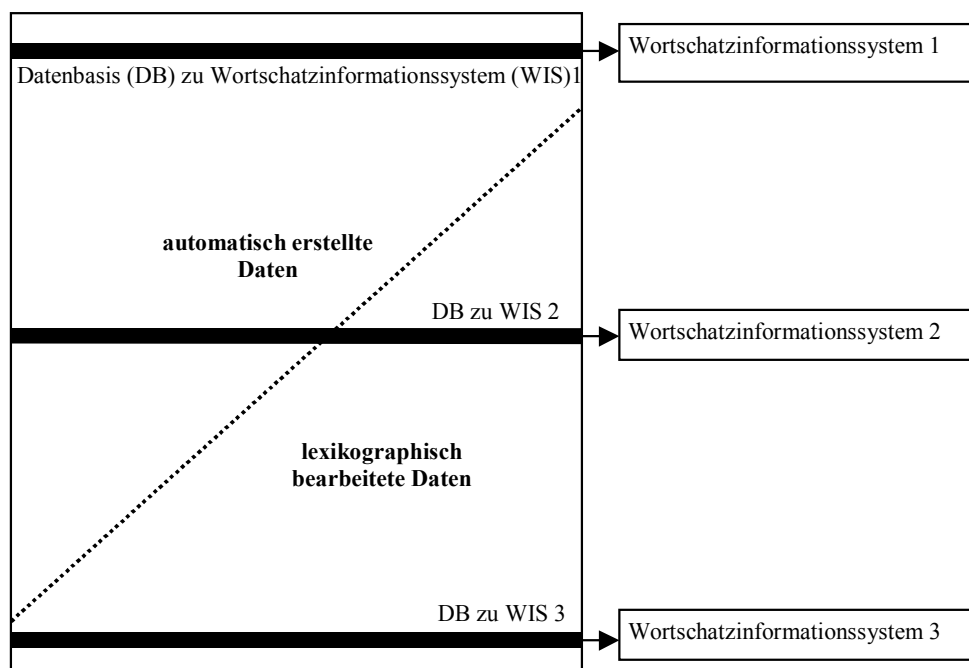 Wortschatzinformationssystem 1
Datenbasis (DB) zu Wortschatzinformationssystem (WIS)1
automatisch erstellte
Daten
DB zu WIS 2
Wortschatzinformationssystem 2
lexikographisch
bearbeitete Daten
DB zu WIS 3
Wortschatzinformationssystem 3